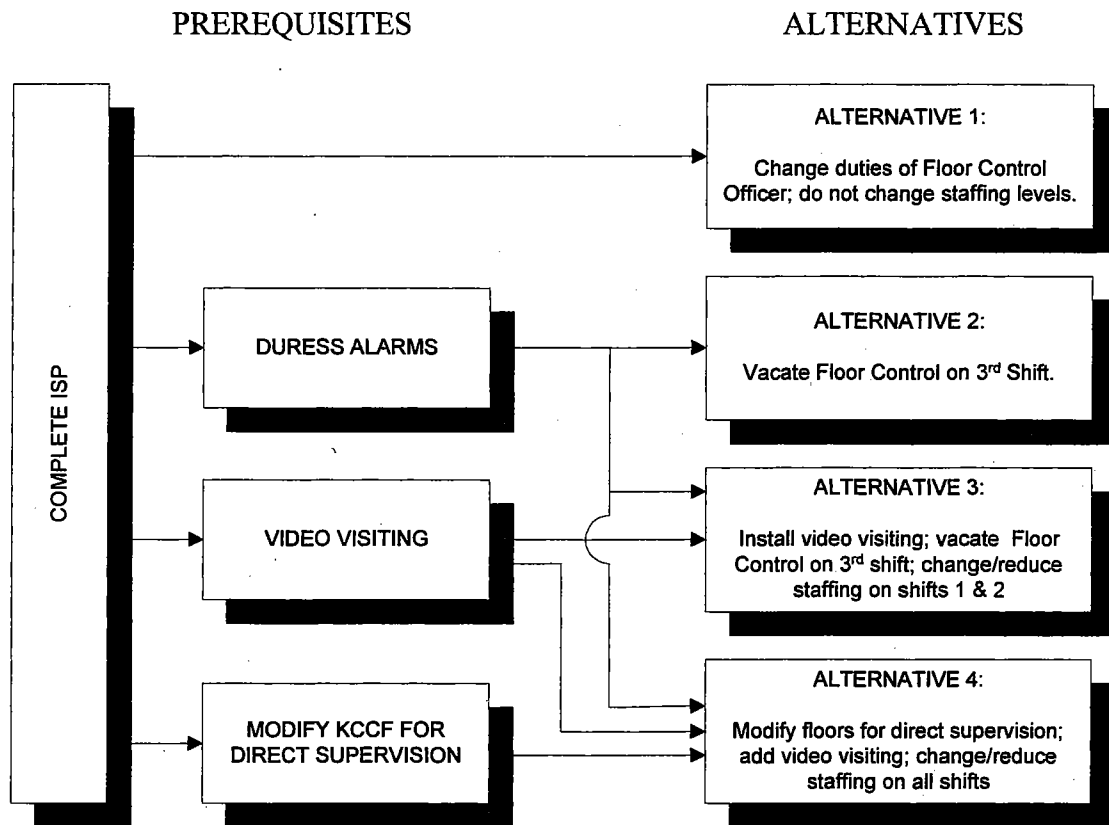 PREREQUISITES
ALTERNATIVES
COMPLETE ISP
ALTERNATIVE 1:
Change duties of Floor Control
Officer; do not change staffing levels.
DURESS ALARMS
ALTERNATIVE 2:
Vacate Floor Control on 3rd Shift.
VIDEO VISITING
ALTERNATIVE 3:
Install video visiting; vacate Floor
Control on 3rd shift; change/reduce
staffing on shifts 1 & 2
MODIFY KCCF FOR
DIRECT SUPERVISION
ALTERNATIVE 4:
Modify floors for direct supervision;
add video visiting; change/reduce
staffing on all shifts